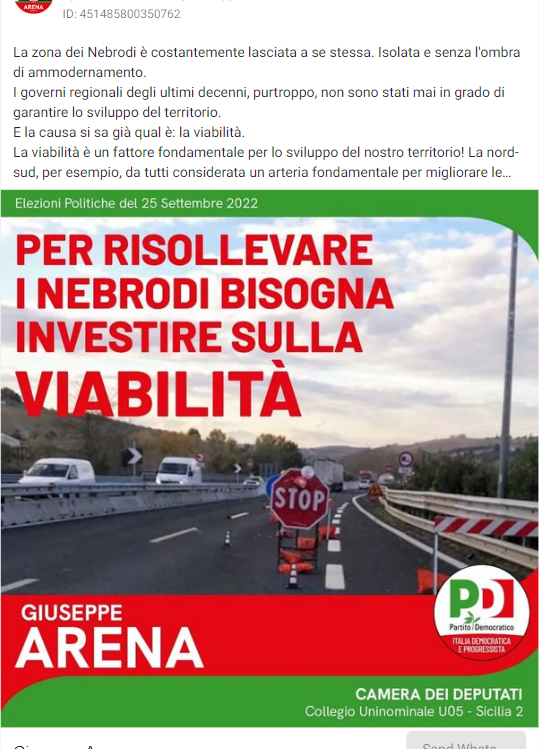 ARENA
ID: 451485800350762
La zona dei Nebrodi è costantemente lasciata a se stessa. Isolata e senza l'ombra
di ammodernamento.
I governi regionali degli ultimi decenni, purtroppo, non sono stati mai in grado di
garantire lo sviluppo del territorio.
E la causa si sa già qual è: la viabilità.
La viabilità è un fattore fondamentale per lo sviluppo del nostro territorio! La nord-
sud, per esempio, da tutti considerata un arteria fondamentale per migliorare le...
Elezioni Politiche del 25 Settembre 2022
PER RISOLLEVARE
I NEBRODI BISOGNA
INVESTIRE SULLA
VIABILITÀ
STOP
GIUSEPPE
ARENA
PD
Partito Democratico
ITALIA DEMOCRATICA
E PROGRESSISTA
CAMERA DEI DEPUTATI
Collegio Uninominale U05 - Sicilia 2